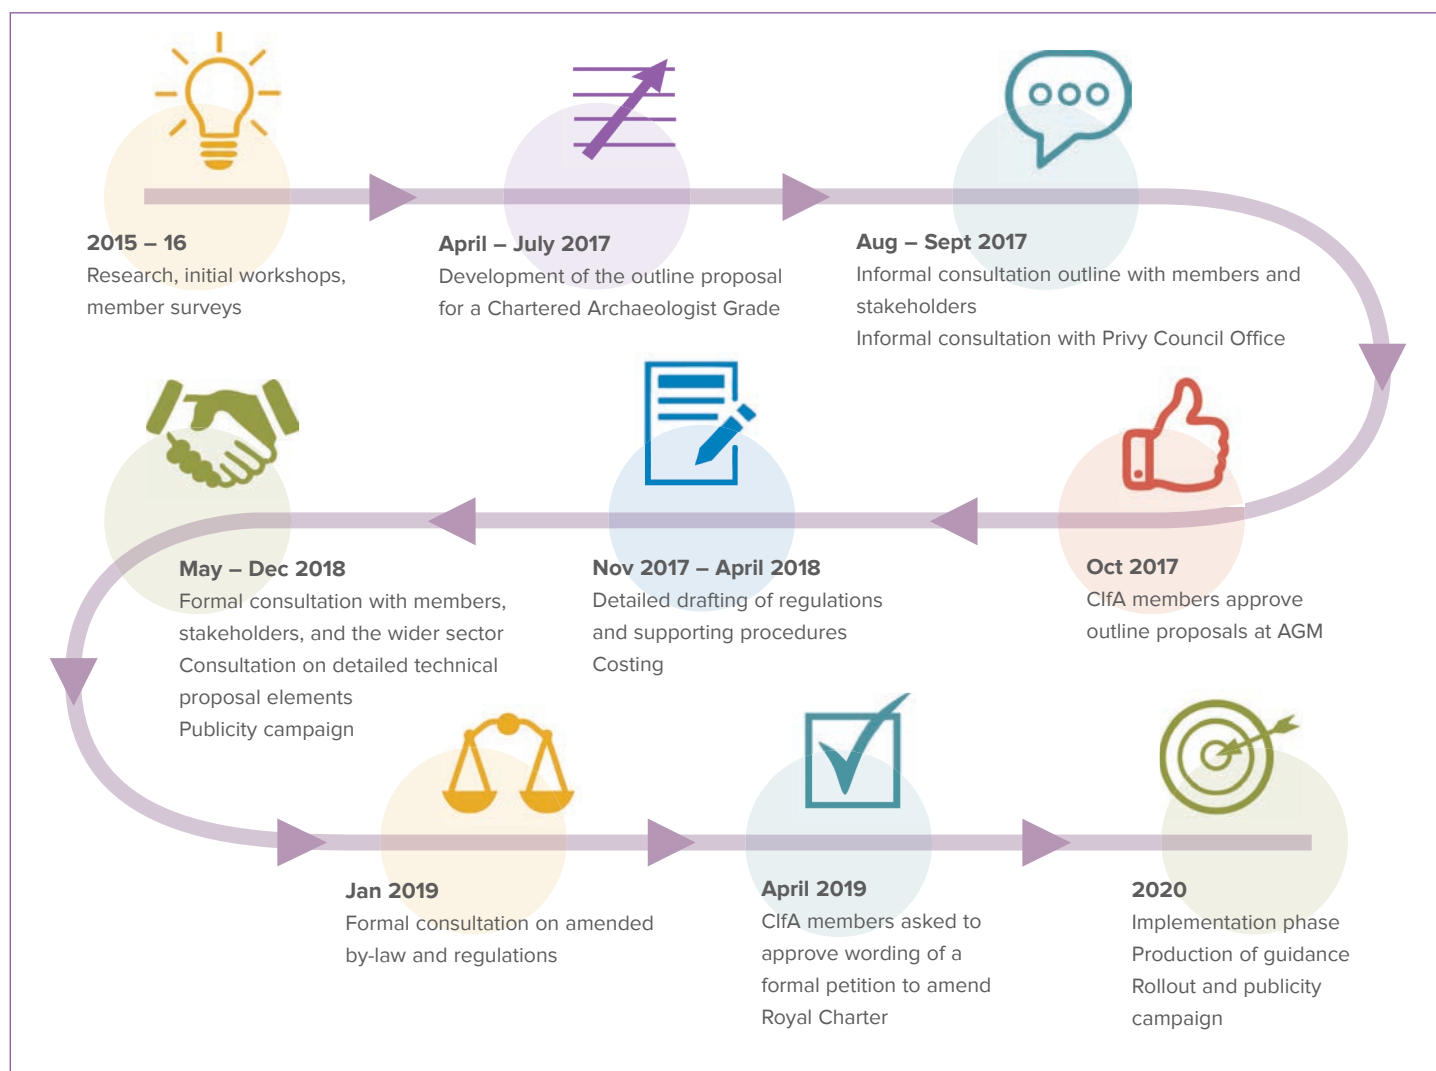 2015 – 16
Research, initial workshops,
member surveys
April – July 2017
Development of the outline proposal
for a Chartered Archaeologist Grade
Aug – Sept 2017
Informal consultation outline with members and
stakeholders
Informal consultation with Privy Council Office
Oct 2017
CIfA members approve
outline proposals at AGM
Nov 2017 – April 2018
Detailed drafting of regulations
and supporting procedures
Costing
May – Dec 2018
Formal consultation with members,
stakeholders, and the wider sector
Consultation on detailed technical
proposal elements
Publicity campaign
Jan 2019
Formal consultation on amended
by-law and regulations
April 2019
CIfA members asked to
approve wording of a
formal petition to amend
Royal Charter
2020
Implementation phase
Production of guidance
Rollout and publicity
campaign